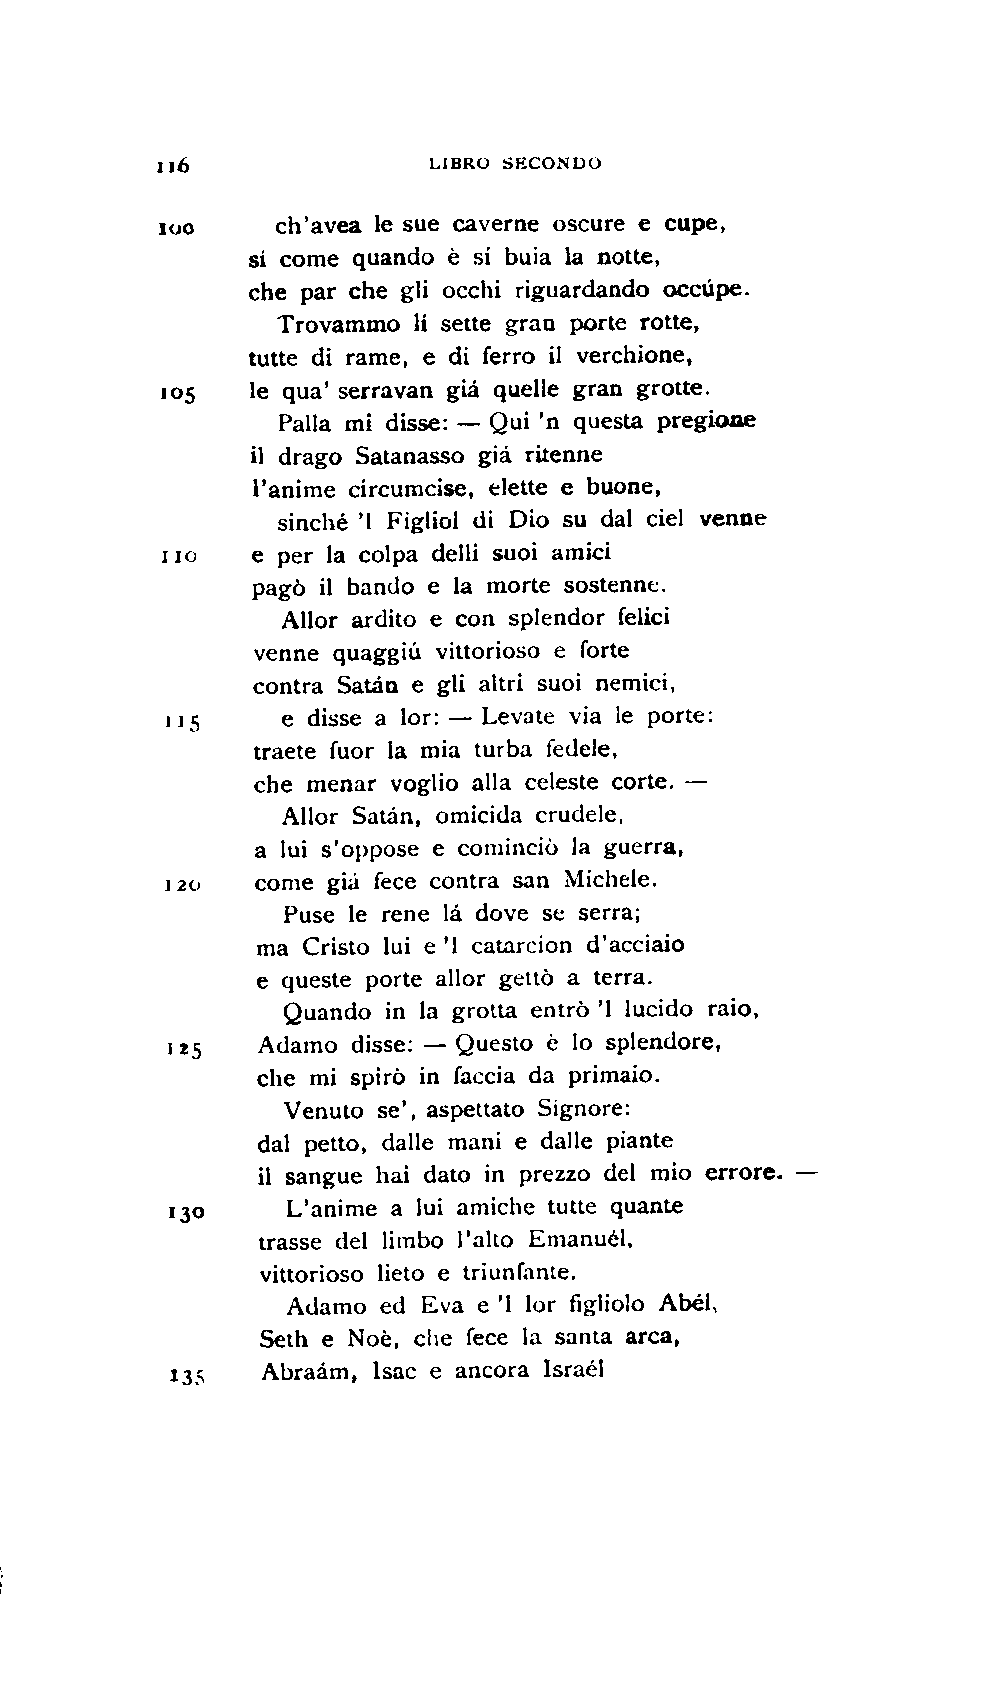 116 LIBRO SECONDO
100 ch'avea le sue caverne oscure e cupe,
sí come quando è sí buia la notte,
che par che gli occhi riguardando occúpe.
Trovammo lí sette gran porte rotte,
tutte di rame, e di ferro il verchione,
105 le qua' serravan giá quelle gran grotte.
Palla mi disse: — Qui 'n questa pregione
il drago Satanasso giá ritenne
l'anime circumcise, elette e buone,
sinché 'l Figliol di Dio su dal ciel venne
110 e per la colpa delli suoi amici
pagò il bando e la morte sostenne.
Allor ardito e con splendor felici
venne quaggiú vittorioso e forte
contra Satán e gli altri suoi nemici,
115 e disse a lor: — Levate via le porte:
traete fuor la mia turba fedele,
che menar voglio alla celeste corte. —
Allor Satán, omicida crudele,
a lui s'oppose e cominciò la guerra,
120 come giá fece contra san Michele.
Puse le rene lá dove se serra;
ma Cristo lui e 'l catarcion d'acciaio
e queste porte allor gettò a terra.
Quando in la grotta entrò 'l lucido raio,
125 Adamo disse: — Questo è lo splendore,
che mi spirò in faccia da primaio.
Venuto se', aspettato Signore:
dal petto, dalle mani e dalle piante
il sangue hai dato in prezzo del mio errore. —
130 L'anime a lui amiche tutte quante
trasse del limbo l'alto Emanuél,
vittorioso lieto e triunfante.
Adamo ed Eva e 'l lor figliolo Abél,
Seth e Noè, che fece la santa arca,
135 Abraám, Isac e ancora Israél